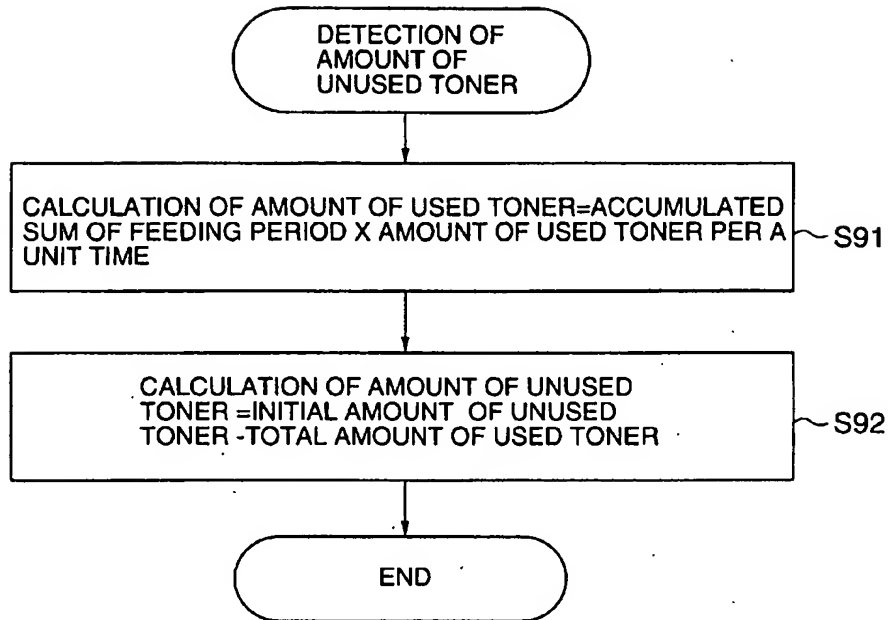 DETECTION OF
AMOUNT OF
UNUSED TONER
CALCULATION OF AMOUNT OF USED TONER=ACCUMULATED
SUM OF FEEDING PERIOD X AMOUNT OF USED TONER PER A
UNIT TIME
S91
CALCULATION OF AMOUNT OF UNUSED
TONER =INITIAL AMOUNT OF UNUSED
TONER -TOTAL AMOUNT OF USED TONER
S92
END